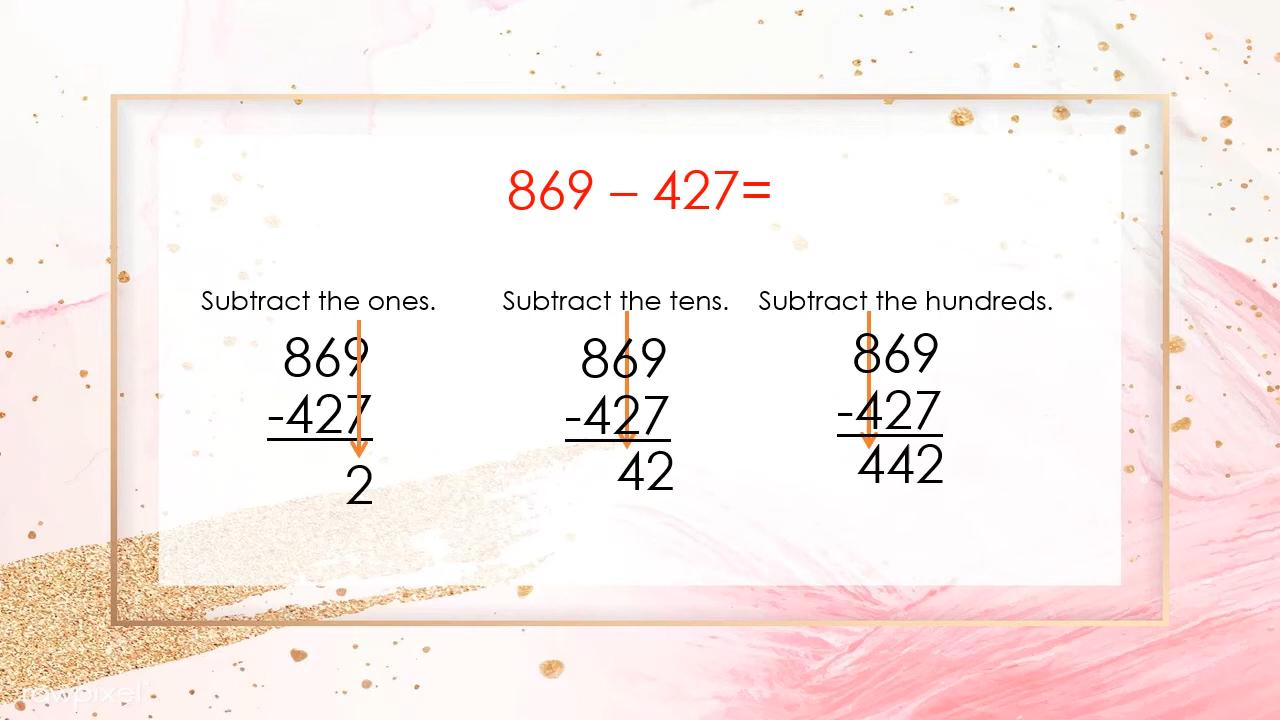 869 – 427=
Subtract the ones.
869
-427
2
Subtract the tens.
869
-427
42
Subtract the hundreds.
869
-427
442
rawpixel